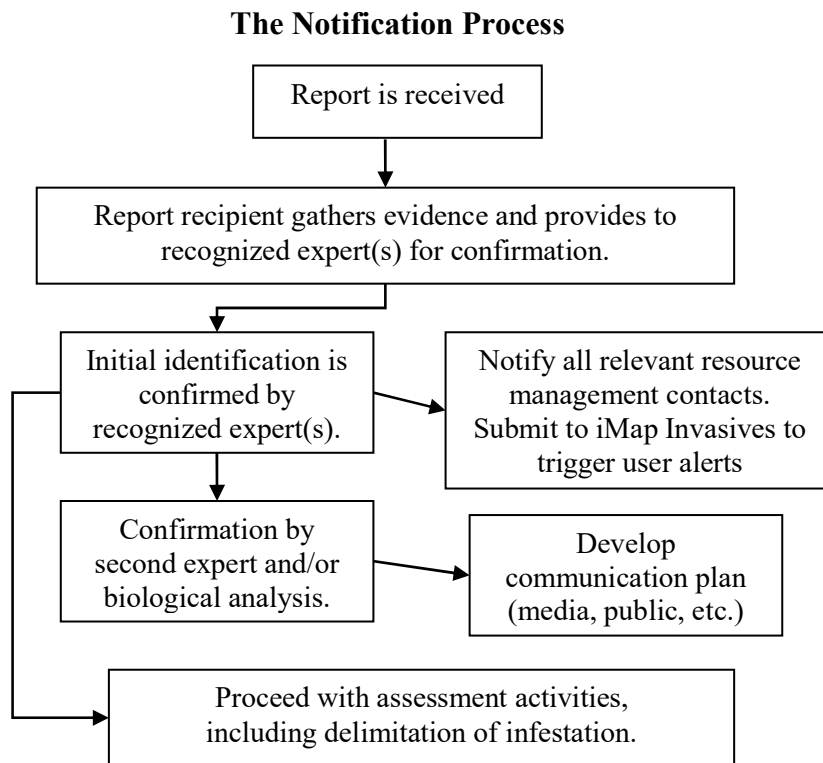 The Notification Process
Report is received
Report recipient gathers evidence and provides to
recognized expert(s) for confirmation.
Initial identification is
confirmed by
recognized expert(s).
Notify all relevant resource
management contacts.
Submit to iMap Invasives to
trigger user alerts
Confirmation by
second expert and/or
biological analysis.
Develop
communication plan
(media, public, etc.)
Proceed with assessment activities,
including delimitation of infestation.